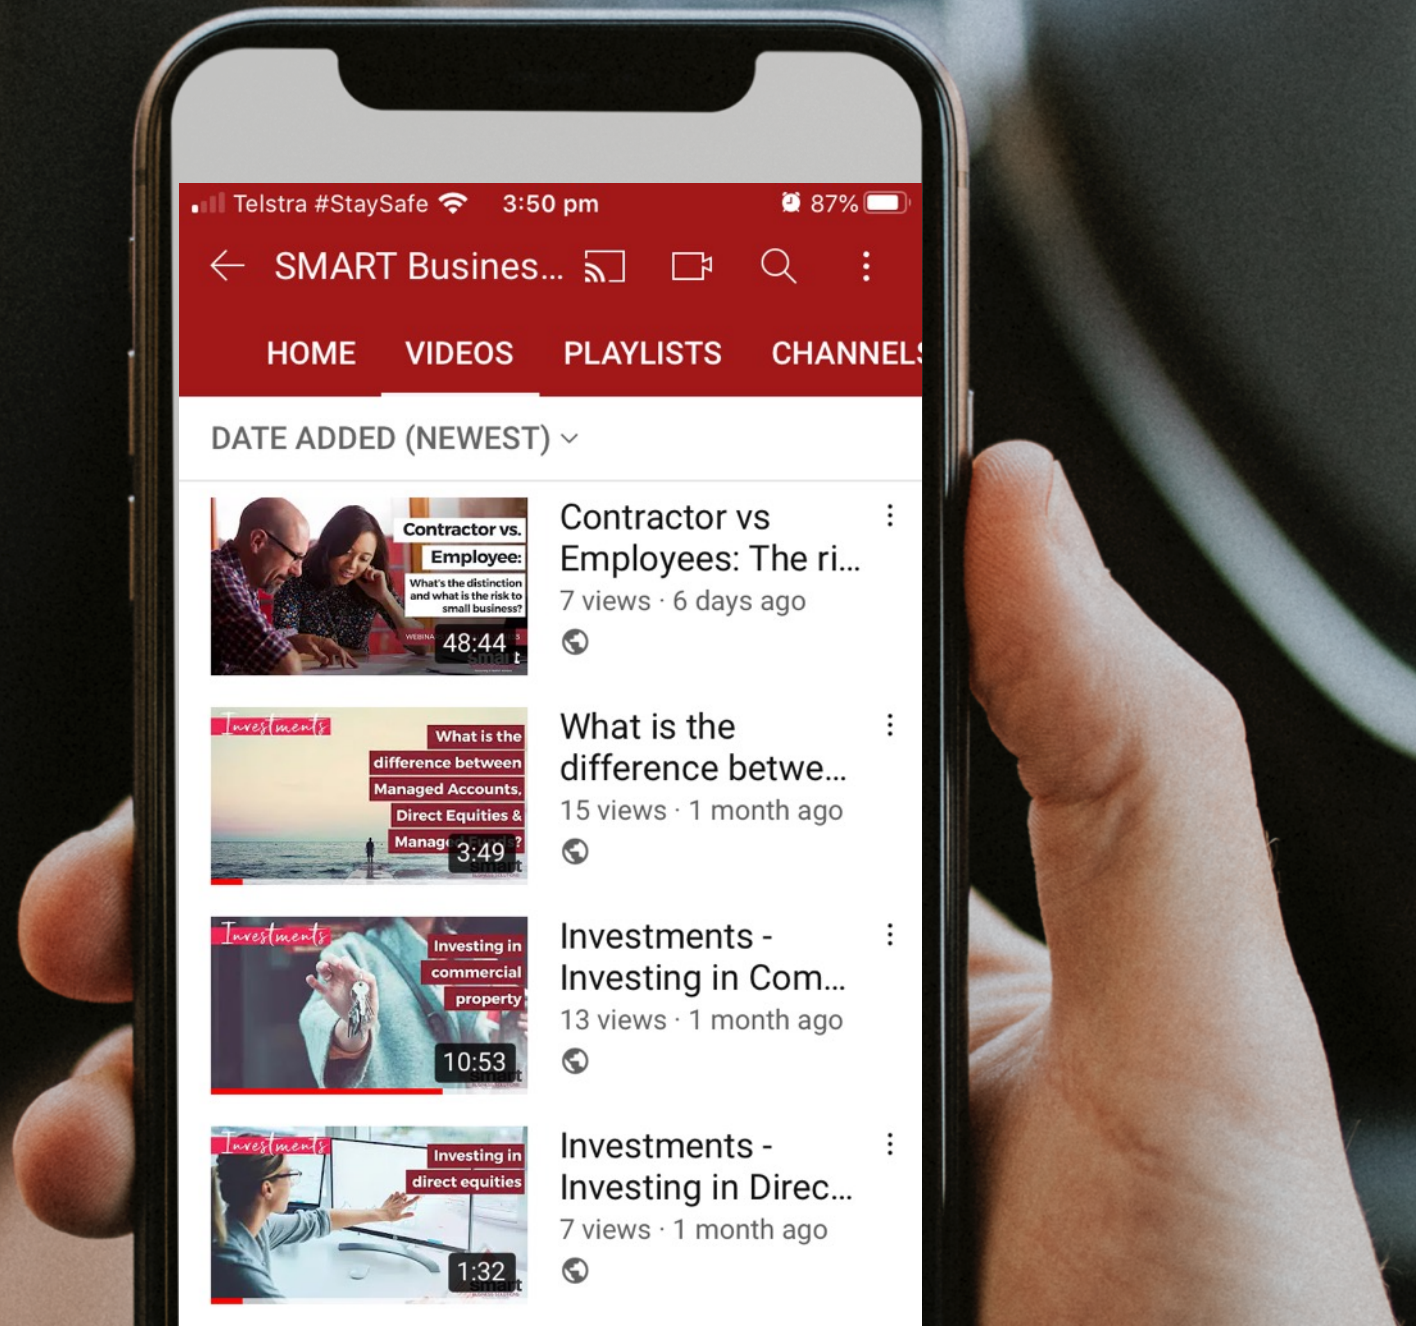 Telstra #StaySafe 3:50 pm 87%
SMART Busines...
HOME VIDEOS PLAYLISTS CHANNELS
DATE ADDED (NEWEST)
Contractor vs.
Employee:
What's the distinction
and what is the risk to
small business?
48:44
Contractor vs
Employees: The ri...
7 views · 6 days ago
Investments
What is the
difference between
Managed Accounts,
Direct Equities &
Managed Funds?
3:49
smart
What is the
difference betwe...
15 views · 1 month ago
Investments
Investing in
commercial
property
10:53
smart
Investments -
Investing in Com...
13 views · 1 month ago
Investments
Investing in
direct equities
1:32
smart
Investments -
Investing in Direc...
7 views · 1 month ago